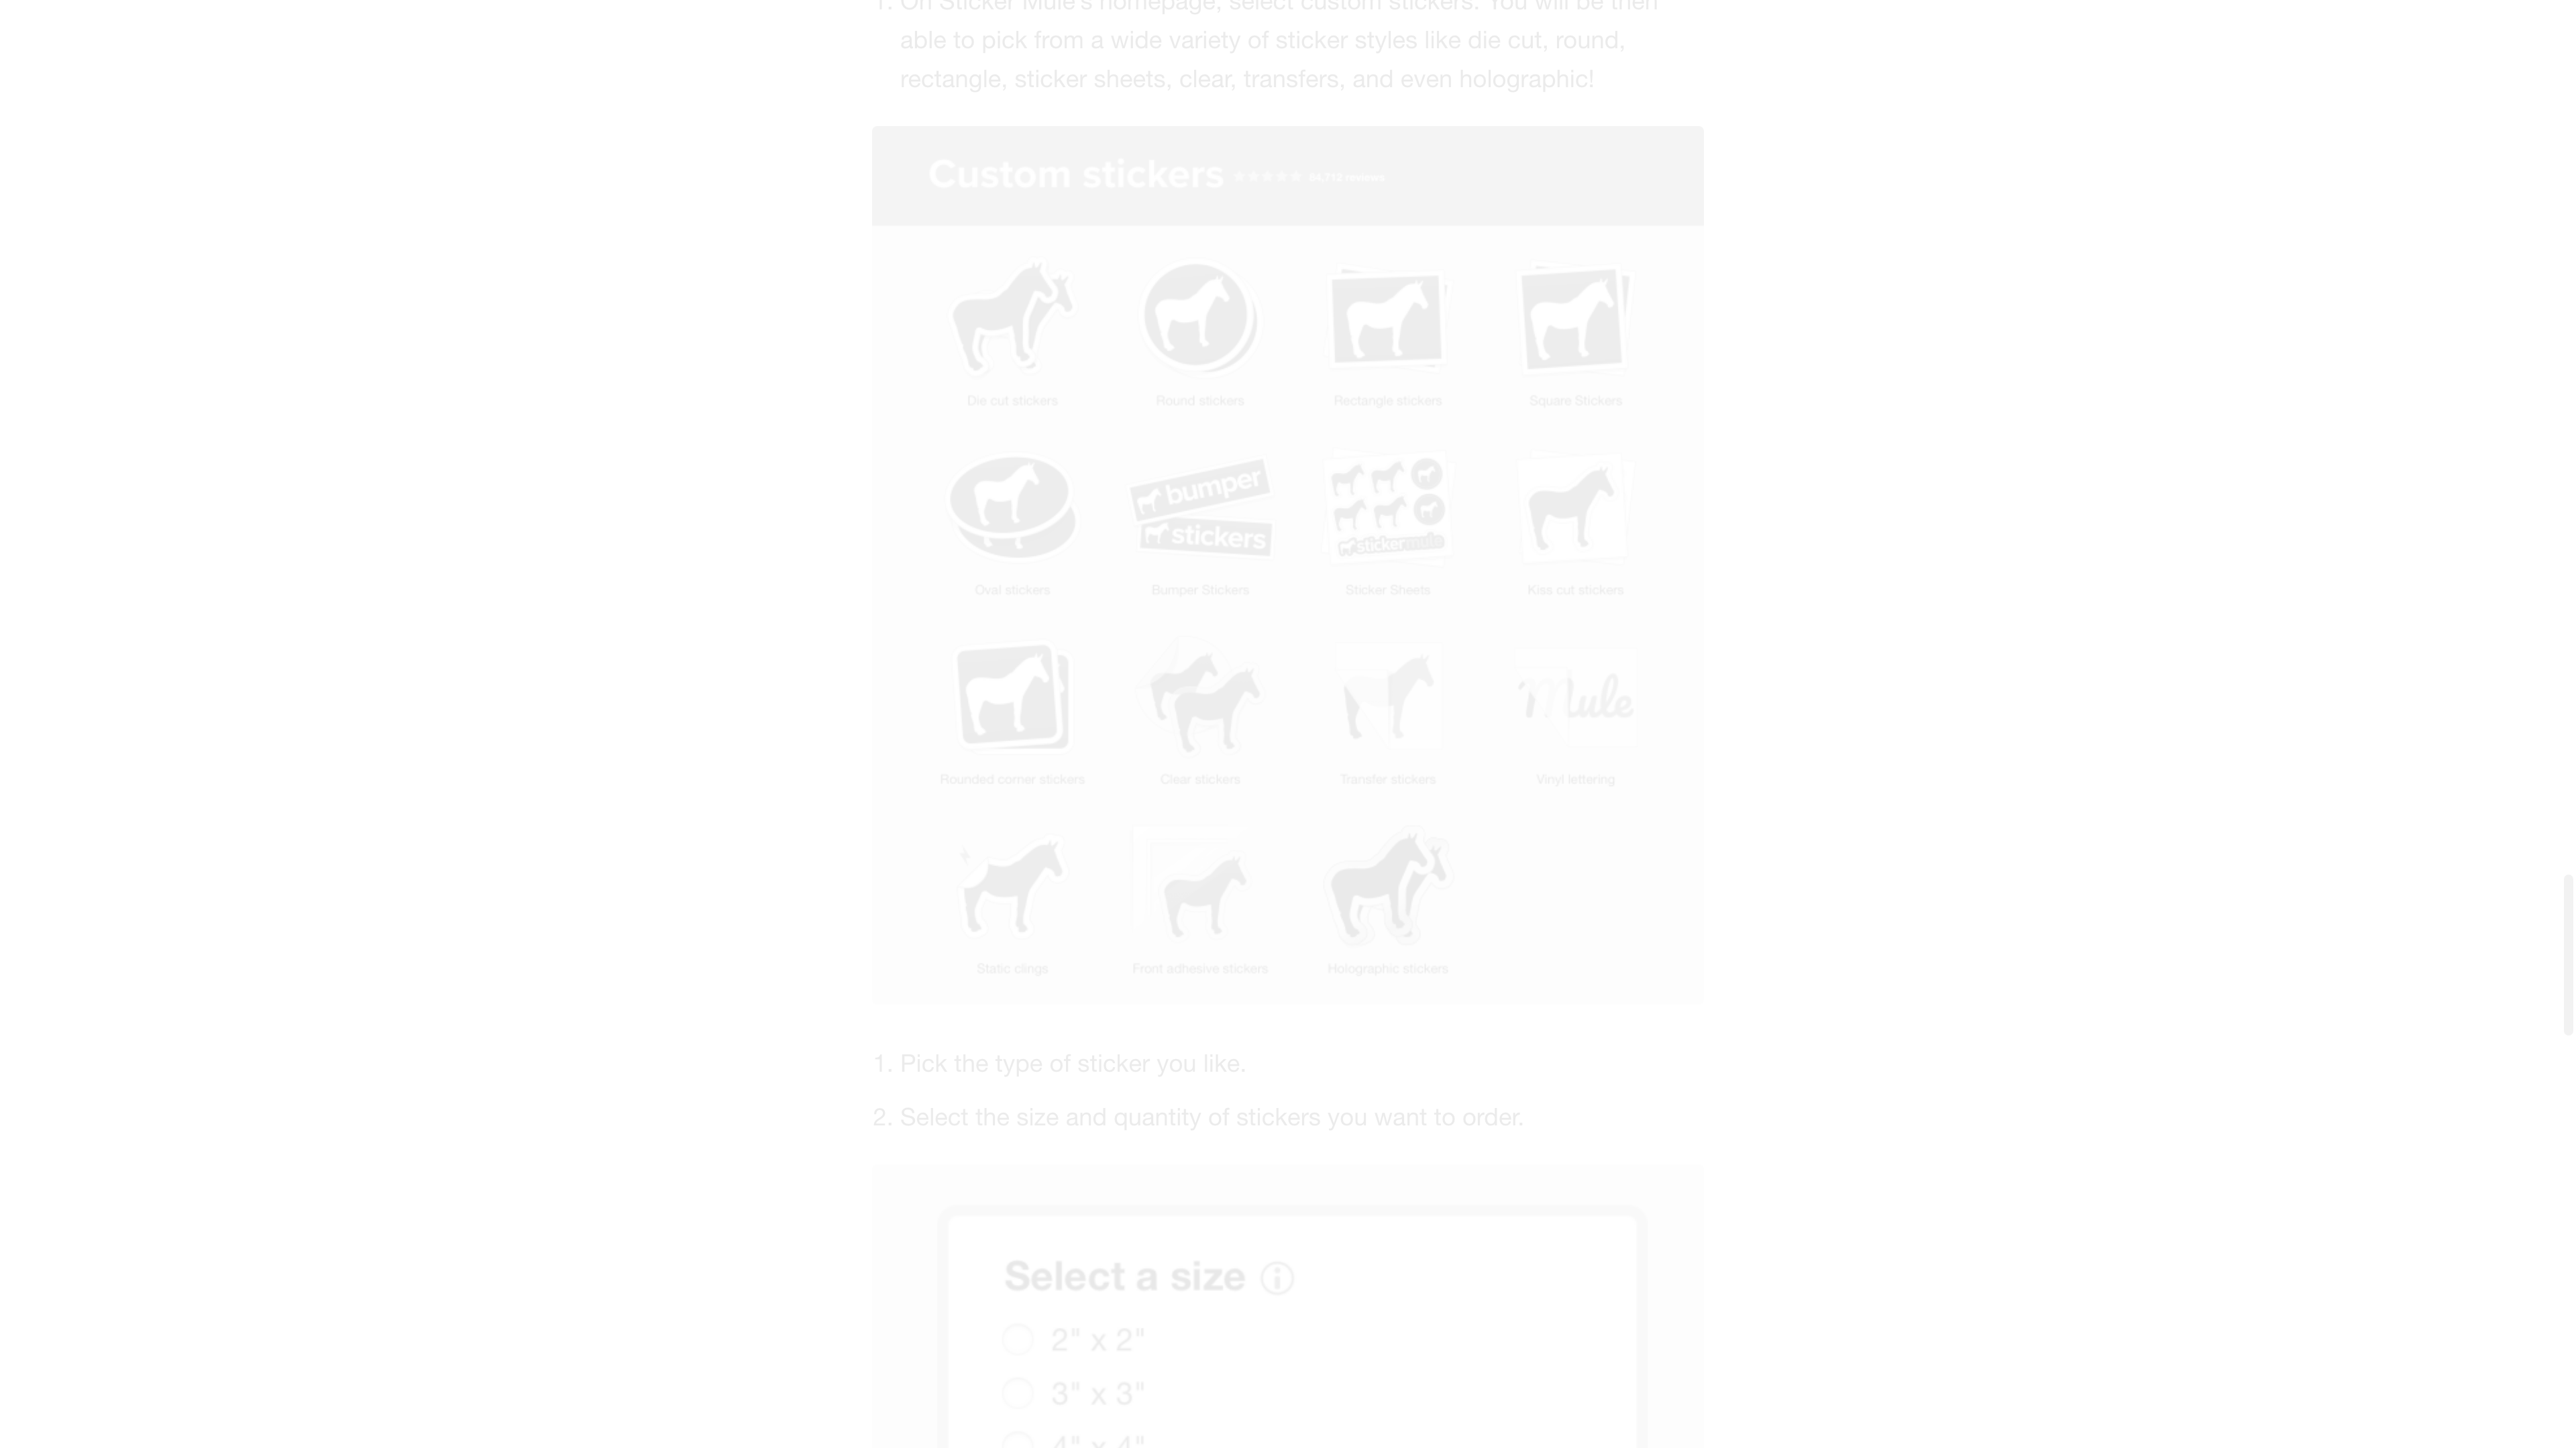 1. On Sticker Mule's homepage, select custom stickers. You will be then
able to pick from a wide variety of sticker styles like die cut, round,
rectangle, sticker sheets, clear, transfers, and even holographic!
Custom stickers
reviews
Die cut stickers
Round stickers
Rectangle stickers
Square Stickers
bumper
stickers
stickermule
Oval stickers
Bumper Stickers
Sticker Sheets
Kiss cut stickers
Mule
Rounded corner stickers
Clear stickers
Transfer stickers
Vinyl lettering
Static clings
Front adhesive stickers
Holographic stickers
1. Pick the type of sticker you like.
2. Select the size and quantity of stickers you want to order.
Select a size
2" x 2"
3" x 3"
4" x 4"